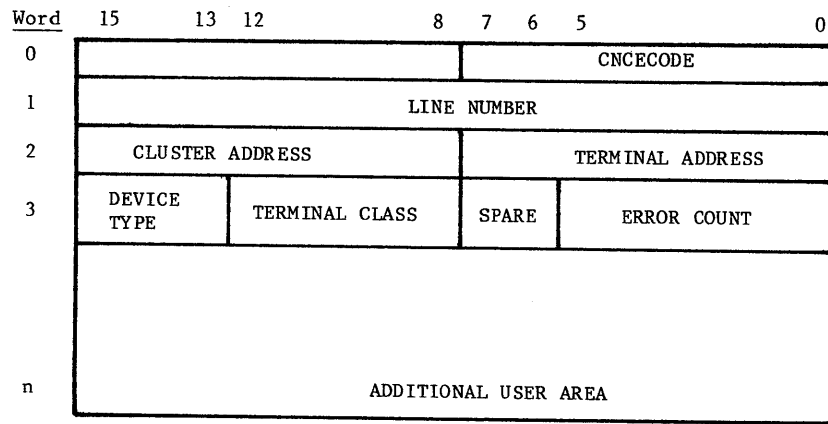 Word 15 13 12 8 7 6 5 0
0 CNCECODE
1 LINE NUMBER
2 CLUSTER ADDRESS TERMINAL ADDRESS
3 DEVICE TYPE TERMINAL CLASS SPARE ERROR COUNT
n ADDITIONAL USER AREA